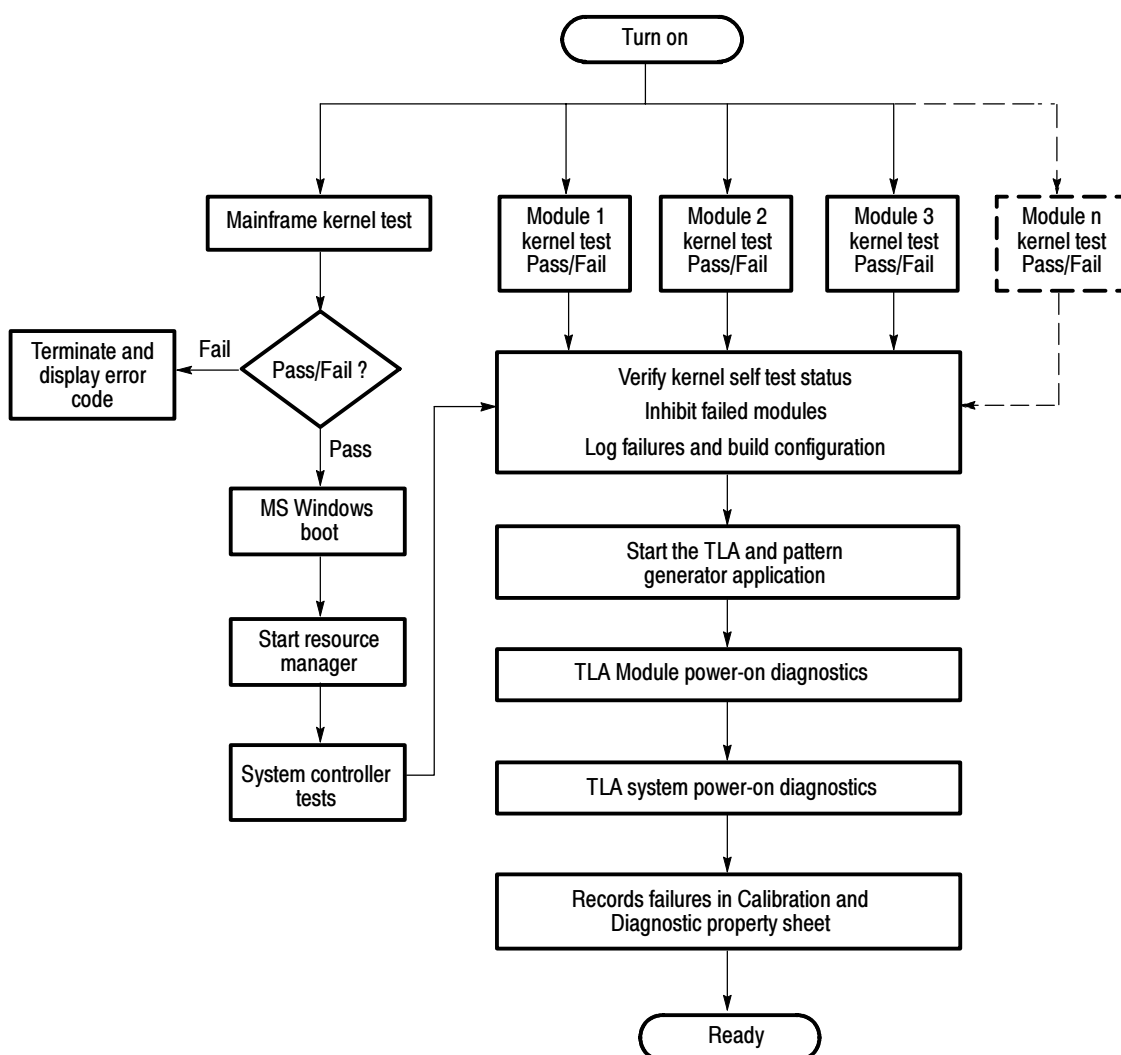 Turn on
Mainframe kernel test
Module 1
kernel test
Pass/Fail
Module 2
kernel test
Pass/Fail
Module 3
kernel test
Pass/Fail
Module n
kernel test
Pass/Fail
Terminate and
display error
code
Fail
Pass/Fail ?
Pass
Verify kernel self test status
Inhibit failed modules
Log failures and build configuration
MS Windows
boot
Start the TLA and pattern
generator application
Start resource
manager
TLA Module power-on diagnostics
System controller
tests
TLA system power-on diagnostics
Records failures in Calibration and
Diagnostic property sheet
Ready